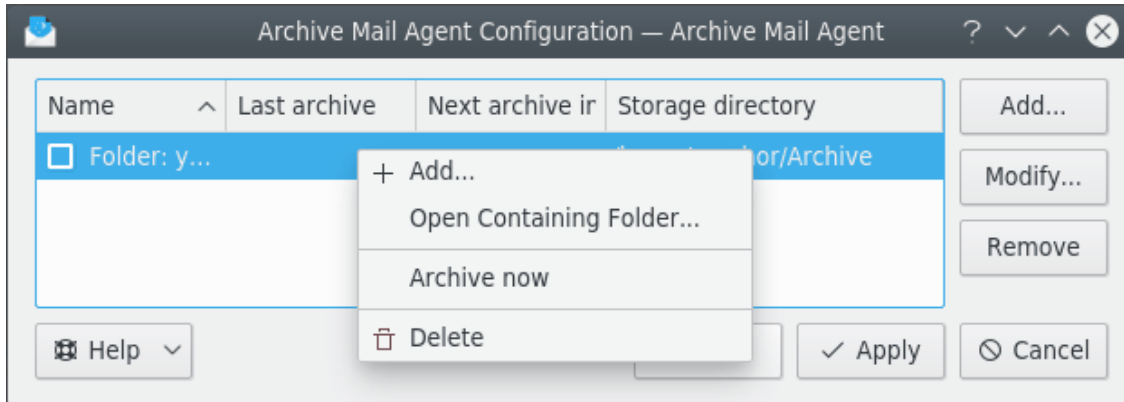 Archive Mail Agent Configuration — Archive Mail Agent
Name Last archive Next archive ir Storage directory
Add...
Folder: y... hor/Archive
Add...
Modify...
Open Containing Folder...
Remove
Archive now
Delete
Help Apply Cancel